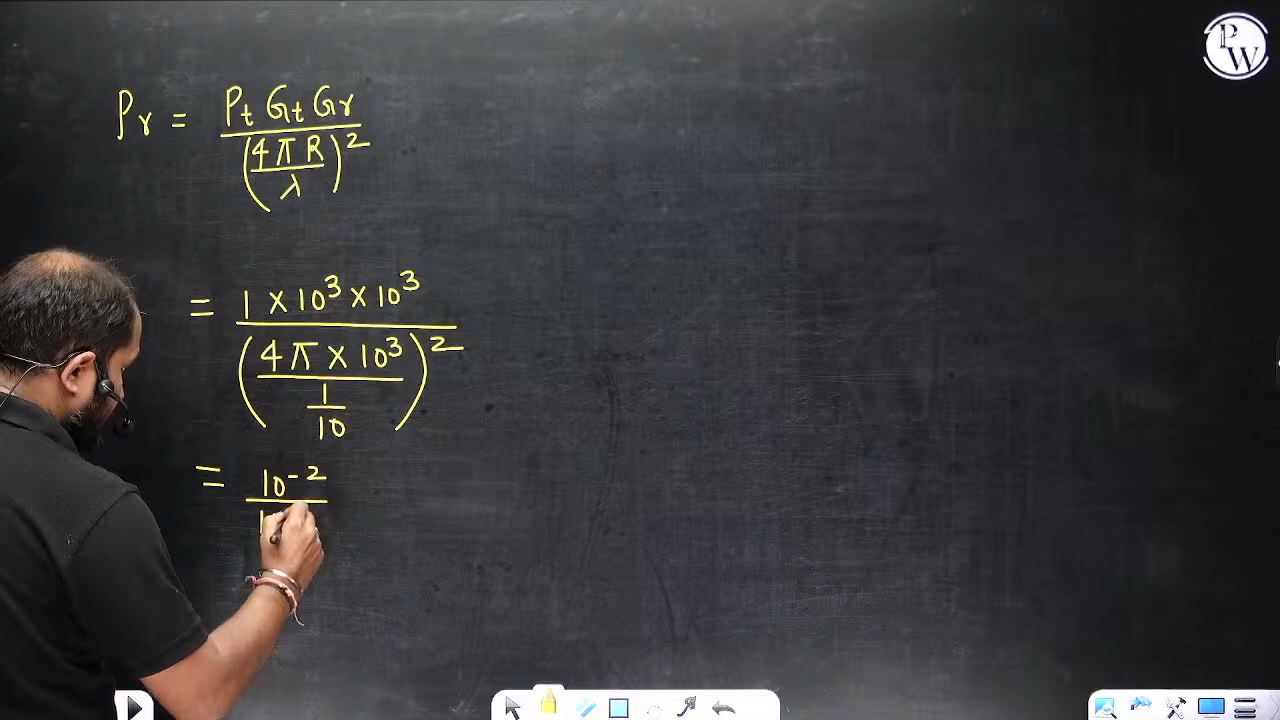 PW
Pr = Pt Gt Gr / (4πR / λ)²
= 1 × 10³ × 10³ / (4π × 10³ / (1/10))²
= 10⁻² / 1